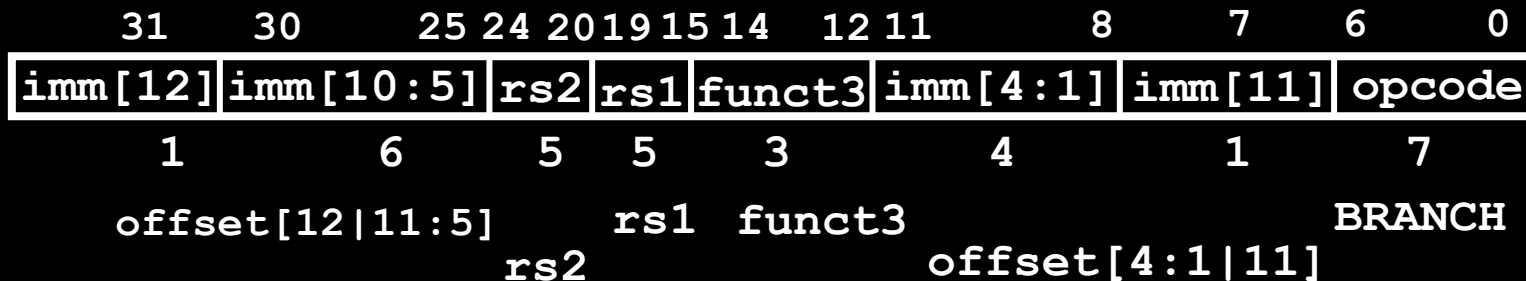 31 30 25 24 20 19 15 14 12 11 8 7 6 0
imm[12] imm[10:5] rs2 rs1 funct3 imm[4:1] imm[11] opcode
1 6 5 5 3 4 1 7
offset[12|11:5] rs2 rs1 funct3 offset[4:1|11] BRANCH